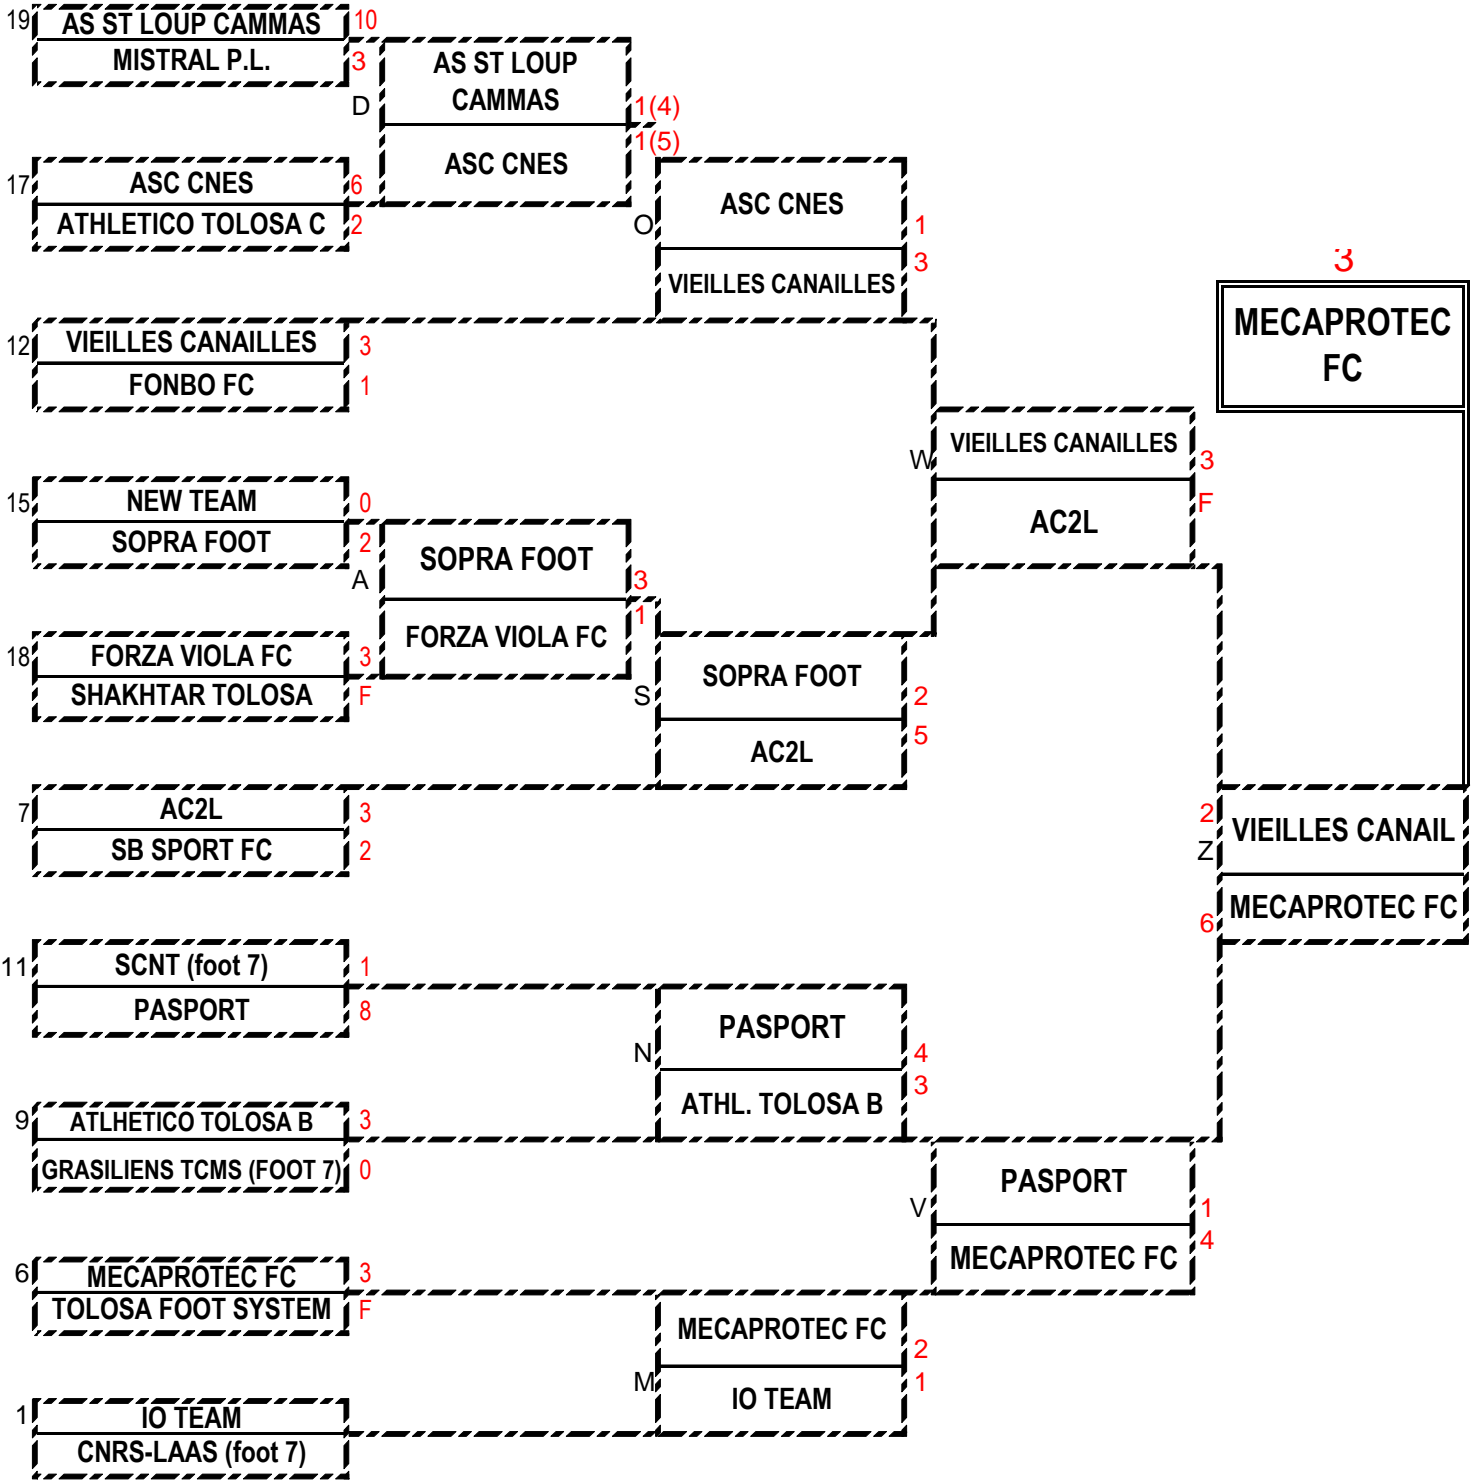 19 AS ST LOUP CAMMAS 10
MISTRAL P.L. 3
D
AS ST LOUP
CAMMAS
1(4)
ASC CNES
1(5)
17 ASC CNES 6
ATHLETICO TOLOSA C 2
O
ASC CNES
1
VIEILLES CANAILLES
3
12 VIEILLES CANAILLES 3
FONBO FC 1
3
MECAPROTEC
FC
W
VIEILLES CANAILLES
3
AC2L
F
15 NEW TEAM 0
SOPRA FOOT 2
A
SOPRA FOOT
3
FORZA VIOLA FC
1
18 FORZA VIOLA FC 3
SHAKHTAR TOLOSA F
S
SOPRA FOOT
2
AC2L
5
7 AC2L 3
SB SPORT FC 2
2
Z
VIEILLES CANAIL
6
MECAPROTEC FC
11 SCNT (foot 7) 1
PASPORT 8
N
PASPORT
4
ATHL. TOLOSA B
3
9 ATLHETICO TOLOSA B 3
GRASILIENS TCMS (FOOT 7) 0
V
PASPORT
1
MECAPROTEC FC
4
6 MECAPROTEC FC 3
TOLOSA FOOT SYSTEM F
M
MECAPROTEC FC
2
IO TEAM
1
1 IO TEAM
CNRS-LAAS (foot 7)